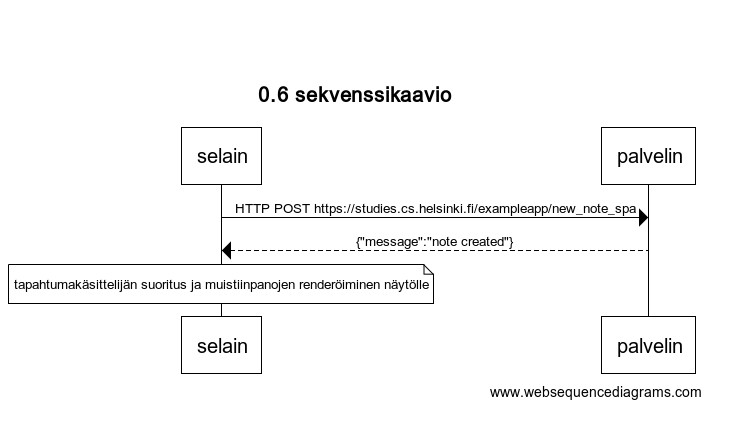 0.6 sekvenssikaavio
selain
palvelin
HTTP POST https://studies.cs.helsinki.fi/exampleapp/new_note_spa
{"message":"note created"}
tapahtumakäsittelijän suoritus ja muistiinpanojen renderöiminen näytölle
selain
palvelin
www.websequencediagrams.com